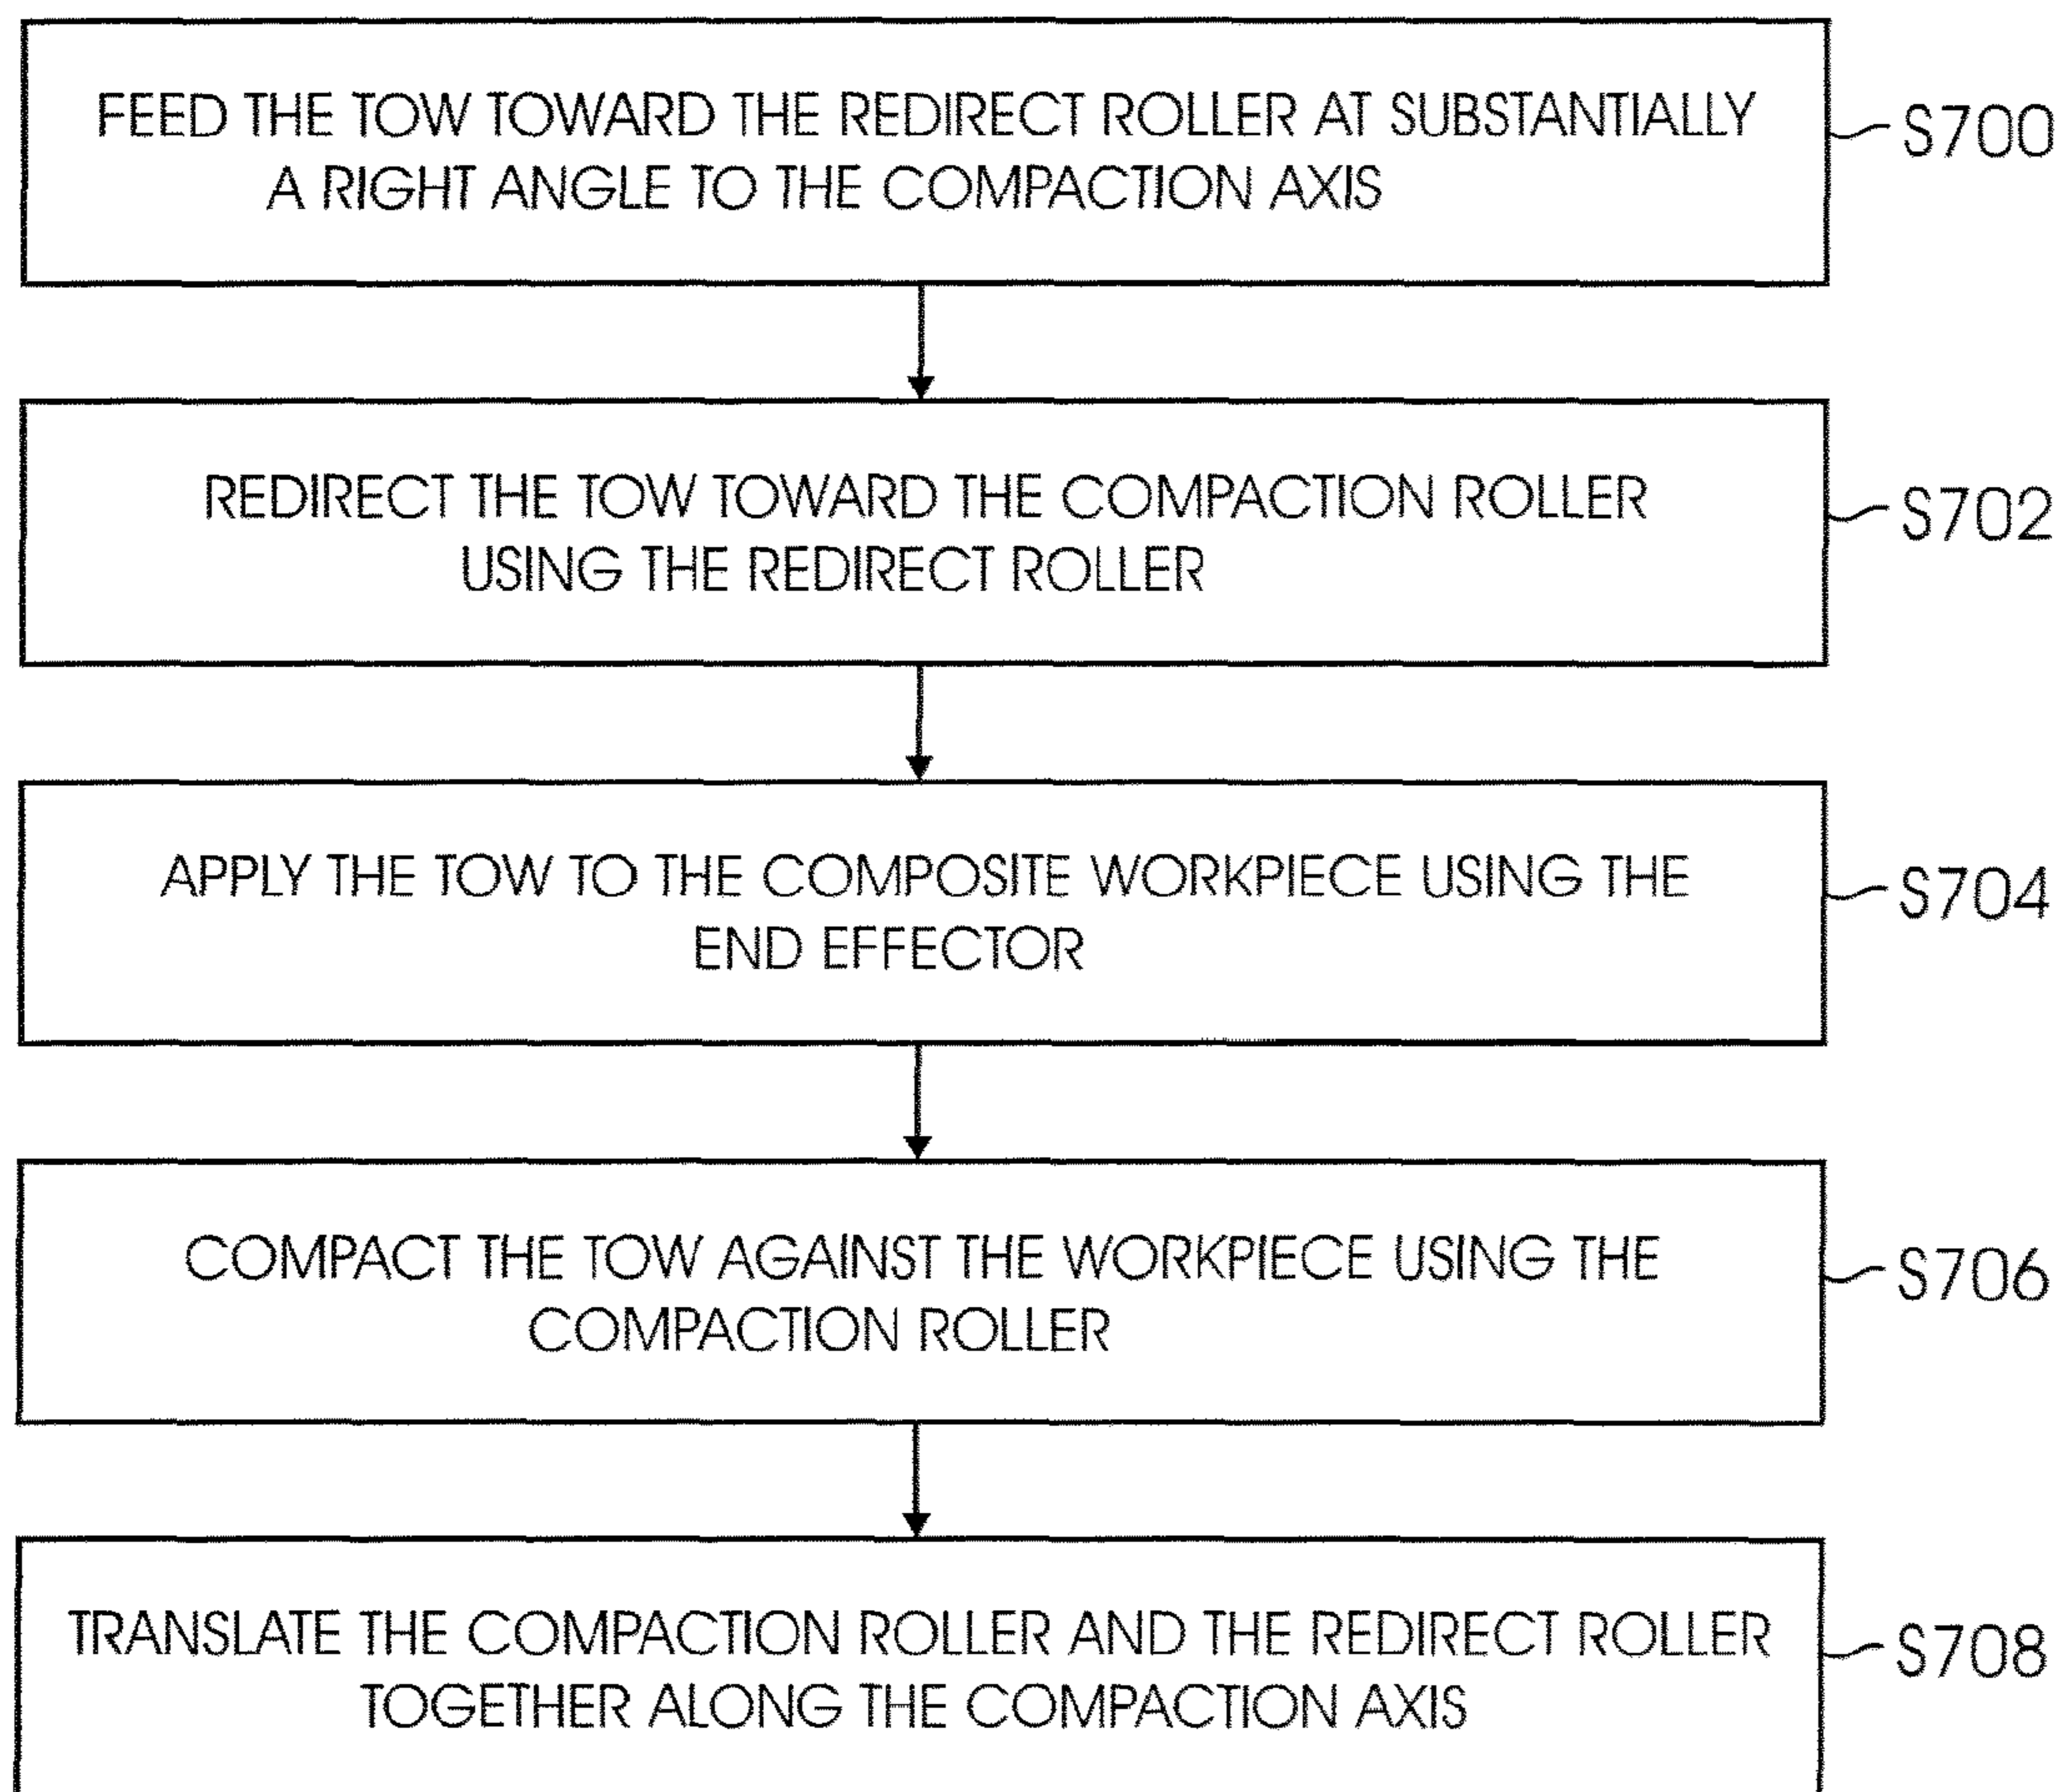 FEED THE TOW TOWARD THE REDIRECT ROLLER AT SUBSTANTIALLY
A RIGHT ANGLE TO THE COMPACTION AXIS
S700
REDIRECT THE TOW TOWARD THE COMPACTION ROLLER
USING THE REDIRECT ROLLER
S702
APPLY THE TOW TO THE COMPOSITE WORKPIECE USING THE
END EFFECTOR
S704
COMPACT THE TOW AGAINST THE WORKPIECE USING THE
COMPACTION ROLLER
S706
TRANSLATE THE COMPACTION ROLLER AND THE REDIRECT ROLLER
TOGETHER ALONG THE COMPACTION AXIS
S708